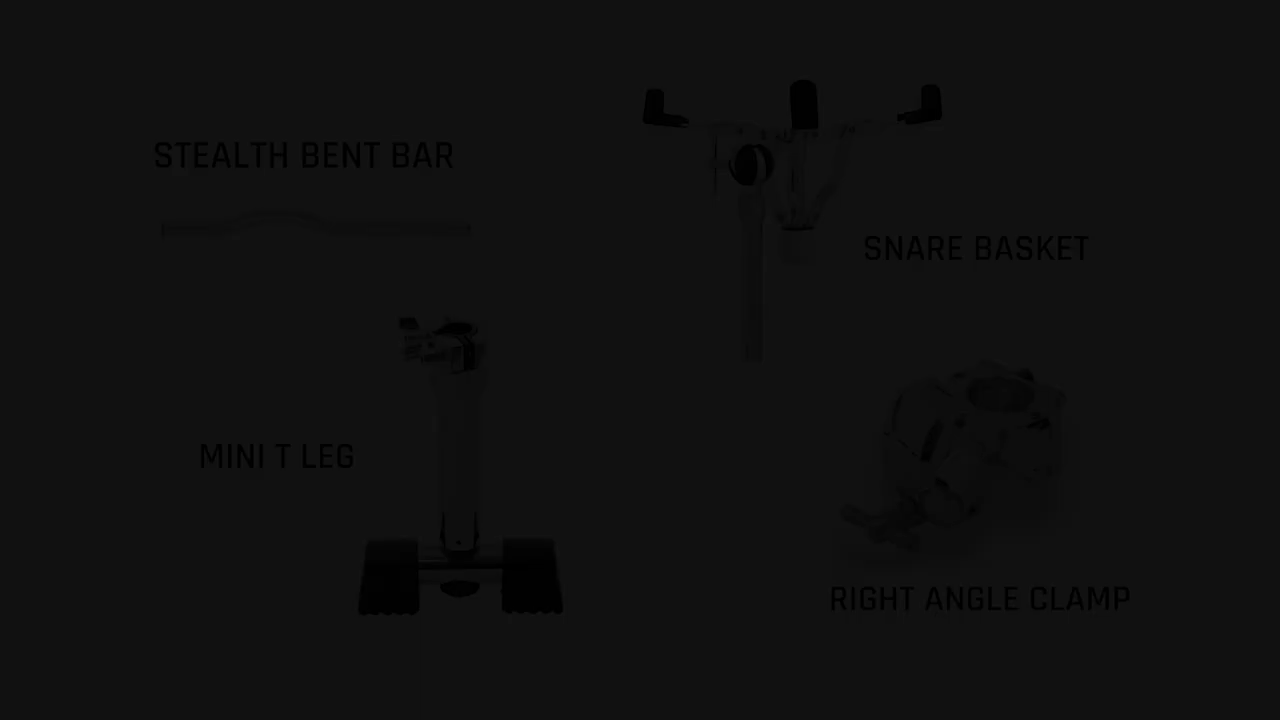 STEALTH BENT BAR
SNARE BASKET
MINI T LEG
RIGHT ANGLE CLAMP